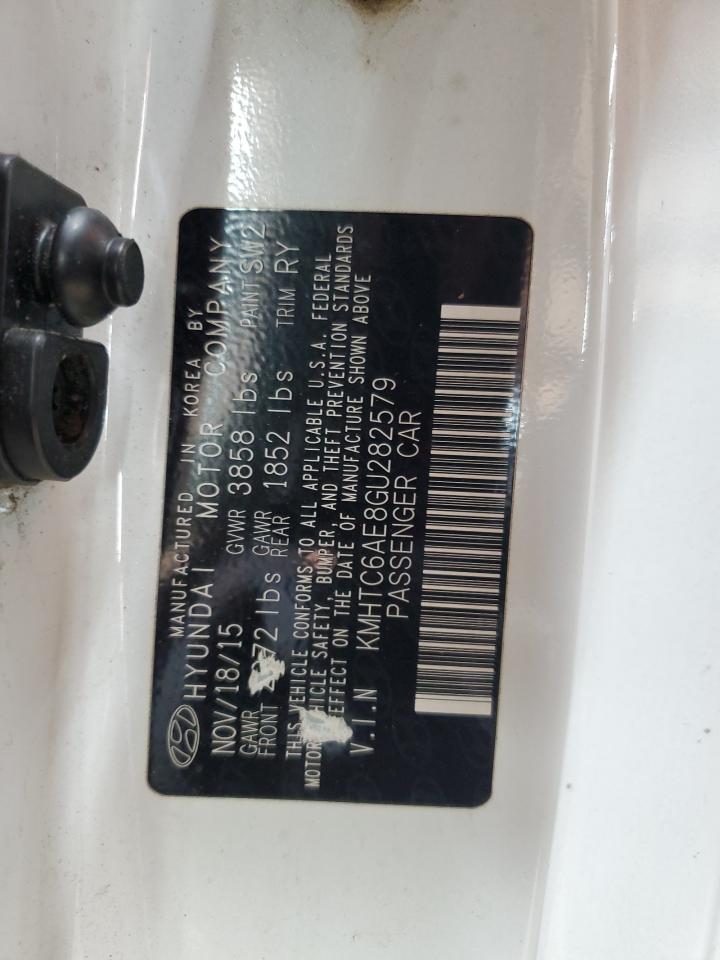 MANUFACTURED IN KOREA BY
HYUNDAI MOTOR COMPANY
NOV/18/15 GVWR 3858 lbs PAINT SW2
GAWR FRONT 72 lbs GAWR REAR 1852 lbs TRIM RY
THIS VEHICLE CONFORMS TO ALL APPLICABLE U.S.A. FEDERAL
MOTOR VEHICLE SAFETY, BUMPER, AND THEFT PREVENTION STANDARDS
EFFECT ON THE DATE OF MANUFACTURE SHOWN ABOVE
V.I.N KMHTC6AE8GU282579
PASSENGER CAR